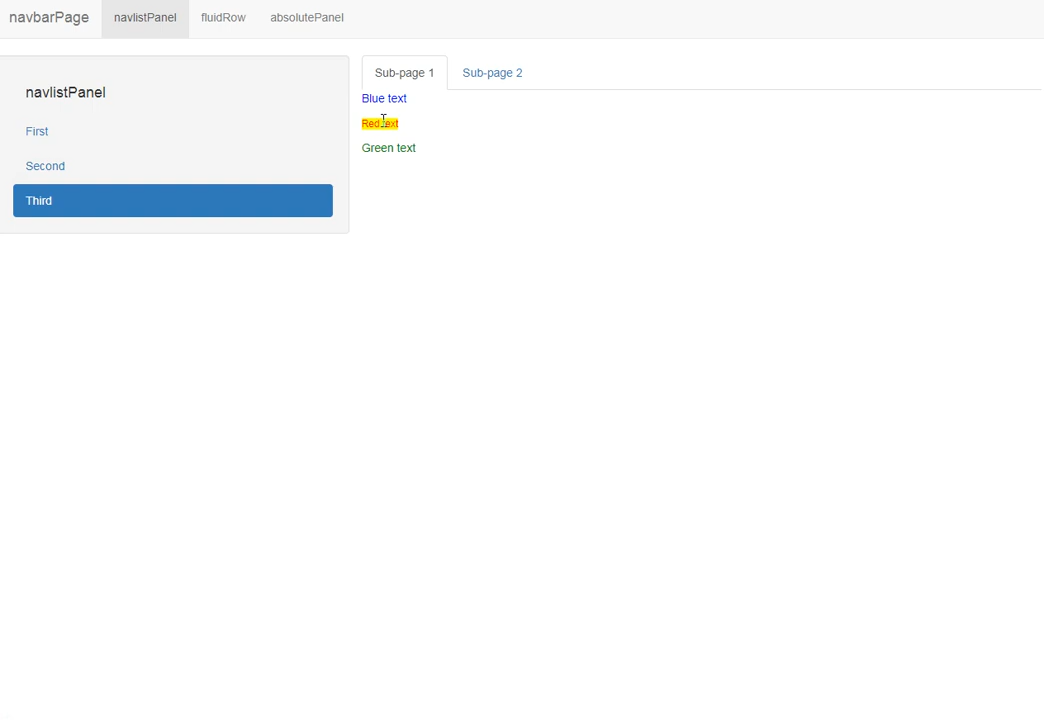 navbarPage navlistPanel fluidRow absolutePanel
navlistPanel
First
Second
Third
Sub-page 1 Sub-page 2
Blue text
Red text
Green text